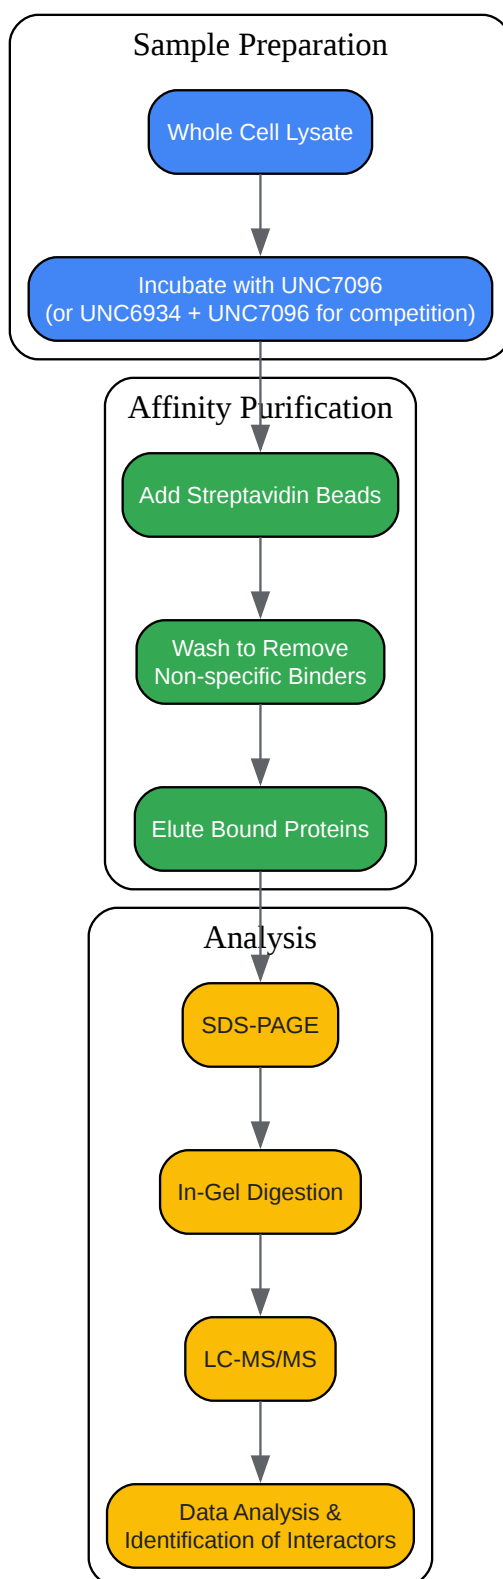 Sample Preparation
Whole Cell Lysate
Incubate with UNC7096
(or UNC6934 + UNC7096 for competition)
Affinity Purification
Add Streptavidin Beads
Wash to Remove
Non-specific Binders
Elute Bound Proteins
Analysis
SDS-PAGE
In-Gel Digestion
LC-MS/MS
Data Analysis &
Identification of Interactors